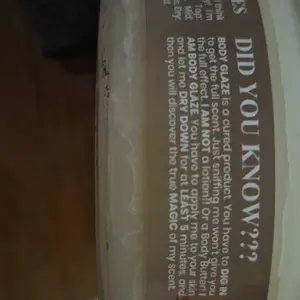 DID YOU KNOW???
BODY GLAZE is a cured product. You have to DIG IN
to get the full scent. Just sniffing me won't give you
the full effect. I AM NOT a lotion!! Or a Body Butter! I
AM BODY GLAZE. You have to apply me to your skin
and let me DRY DOWN for at LEAST 5 minutes, and
then you will discover the true MAGIC of my scent.